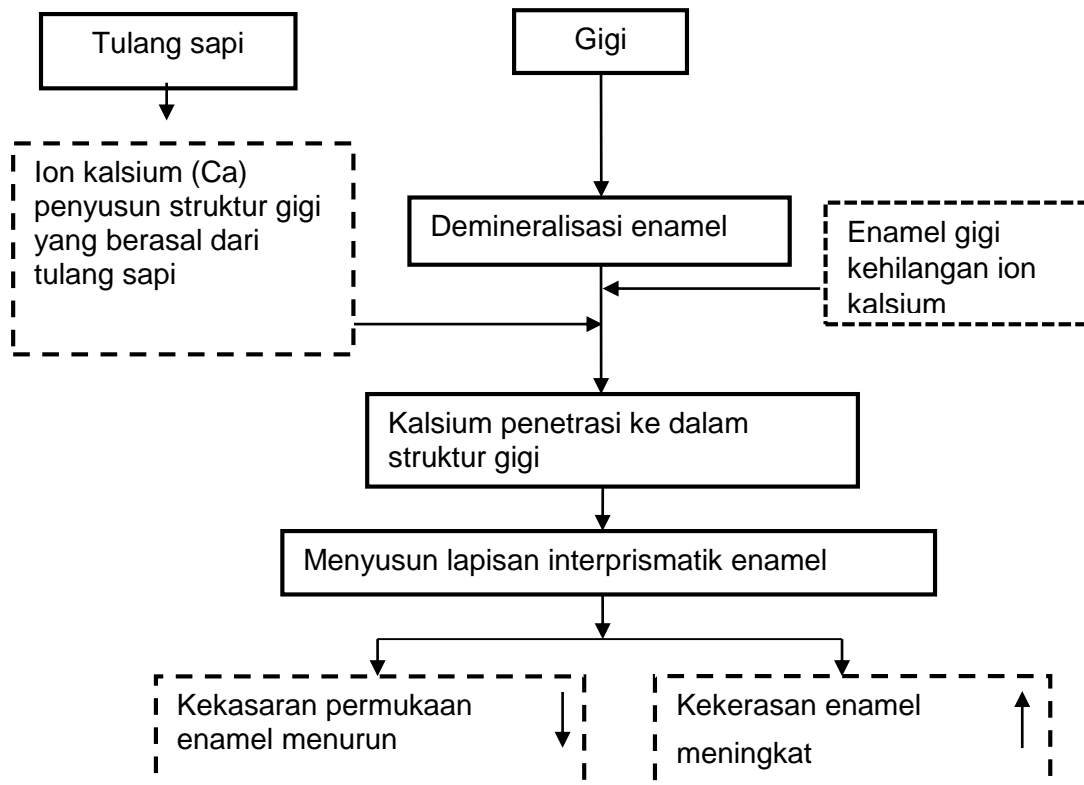 Tulang sapi
Gigi
Ion kalsium (Ca)
penyusun struktur gigi
yang berasal dari
tulang sapi
Demineralisasi enamel
Enamel gigi
kehilangan ion
kalsium
Kalsium penetrasi ke dalam
struktur gigi
Menyusun lapisan interprismatik enamel
Kekasaran permukaan
enamel menurun
Kekerasan enamel
meningkat